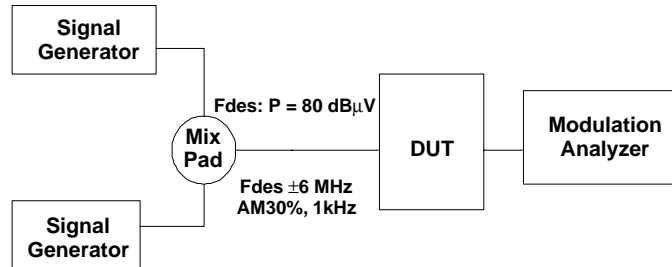 Signal
Generator
Fdes: P = 80 dBμV
Mix
Pad
DUT
Modulation
Analyzer
Fdes ±6 MHz
AM30%, 1kHz
Signal
Generator